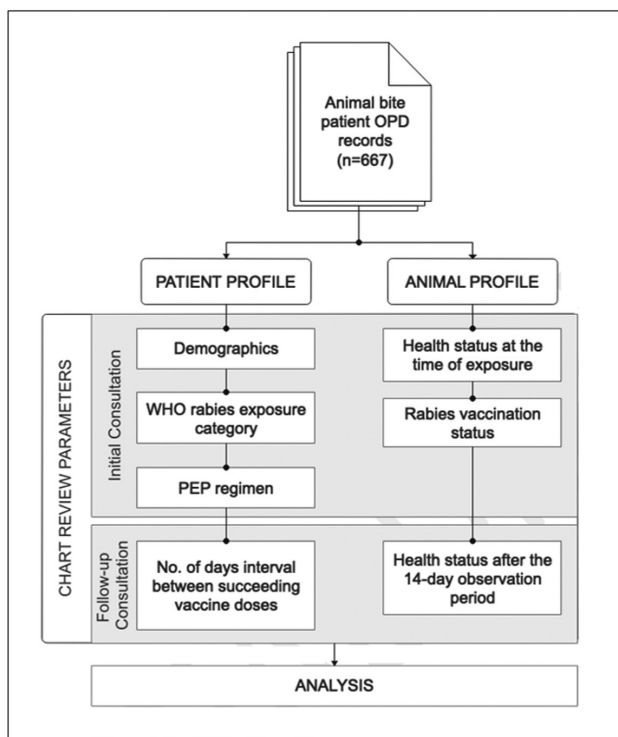 Animal bite
patient OPD
records
(n=667)
PATIENT PROFILE
ANIMAL PROFILE
CHART REVIEW PARAMETERS
Initial Consultation
Demographics
WHO rabies exposure
category
PEP regimen
Health status at the
time of exposure
Rabies vaccination
status
Follow-up
Consultation
No. of days interval
between succeeding
vaccine doses
Health status after the
14-day observation
period
ANALYSIS